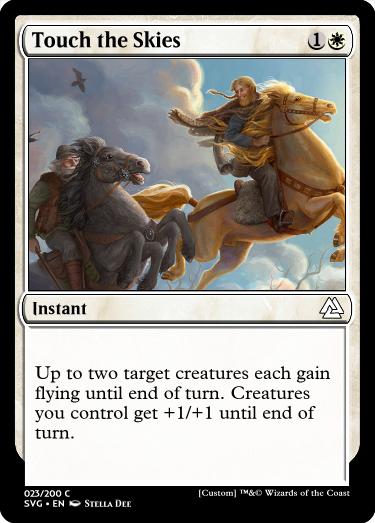 Touch the Skies 1
Instant
Up to two target creatures each gain
flying until end of turn. Creatures
you control get +1/+1 until end of
turn.
023/200 C [Custom] ™&© Wizards of the Coast
SVG • EN Stella Dee